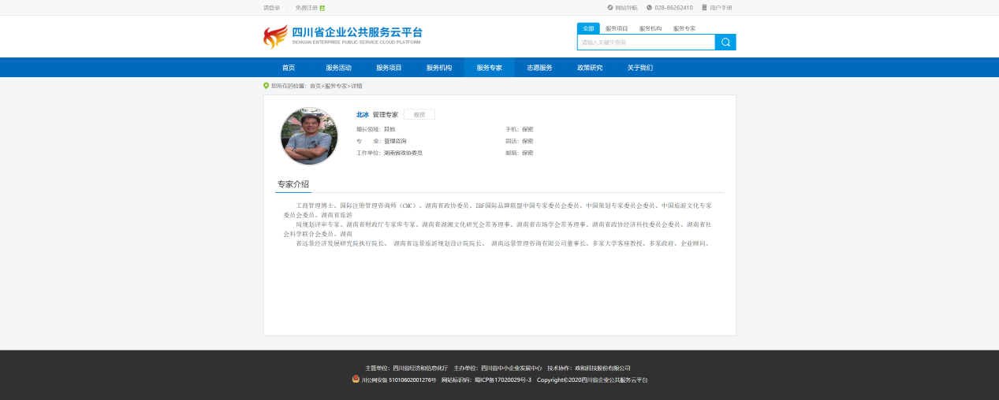 请登录
免费注册
网站导航
028-86262410
用户手册
四川省企业公共服务云平台
SICHUAN ENTERPRISE PUBLIC SERVICE CLOUD PLATFORM
全部 服务项目 服务机构 服务专家
请输入关键字查询
首页 服务活动 服务项目 服务机构 服务专家 志愿服务 政策研究 关于我们
您所在的位置：首页>服务专家>详情
北冰 管理专家 教授
擅长领域：其他 手机：保密
专 业：管理咨询 固话：保密
工作单位：湖南省政协委员 邮箱：保密
专家介绍
工商管理博士、国际注册管理咨询师（CMC）、湖南省政协委员、IBF国际品牌联盟中国专家委员会委员、中国策划专家委员会委员、中国旅游文化专家
委员会委员、湖南省旅游
局规划评审专家、湖南省财政厅专家库专家、湖南省湖湘文化研究会常务理事、湖南省市场学会常务理事、湖南省政协经济科技委员会委员、湖南省社
会科学联合会委员、湖南
省远景经济发展研究院执行院长、 湖南省远景旅游规划设计院院长、 湖南远景管理咨询有限公司董事长、多家大学客座教授、多家政府、企业顾问。
主管单位：四川省经济和信息化厅 主办单位：四川省中小企业发展中心 技术协作：政和科技股份有限公司
川公网安备 51010602001276号 网站标识码：蜀ICP备17020029号-3 Copyright©2020四川省企业公共服务云平台